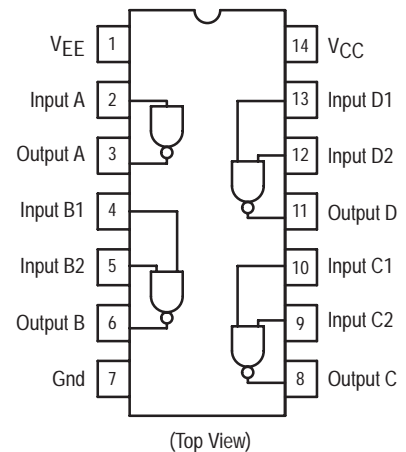 VEE 1 14 VCC
Input A 2 13 Input D1
Output A 3 12 Input D2
Input B1 4 11 Output D
Input B2 5 10 Input C1
Output B 6 9 Input C2
Gnd 7 8 Output C
(Top View)